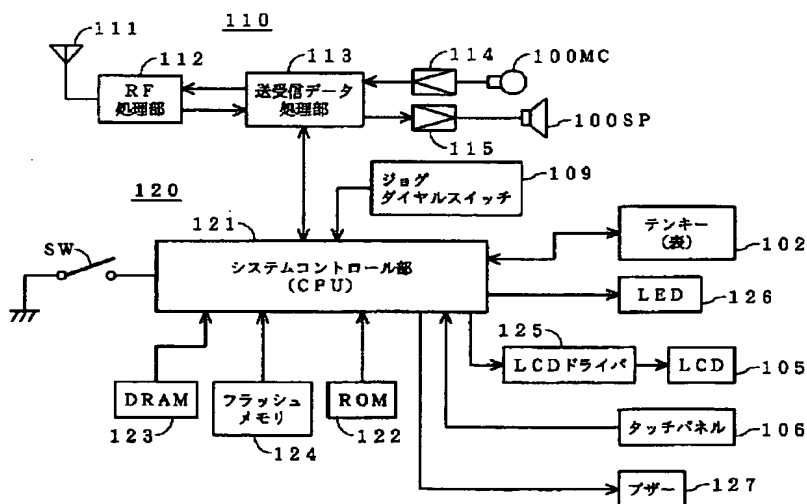 111
110
112
113
114
100MC
RF
処理部
送受信データ
処理部
100SP
115
120
ジョグ
ダイヤルスイッチ
109
121
SW
システムコントロール部
(CPU)
テンキー
(表)
102
LED
126
125
LCDドライバ
LCD
105
DRAM
123
フラッシュ
メモリ
124
ROM
122
タッチパネル
106
ブザー
127